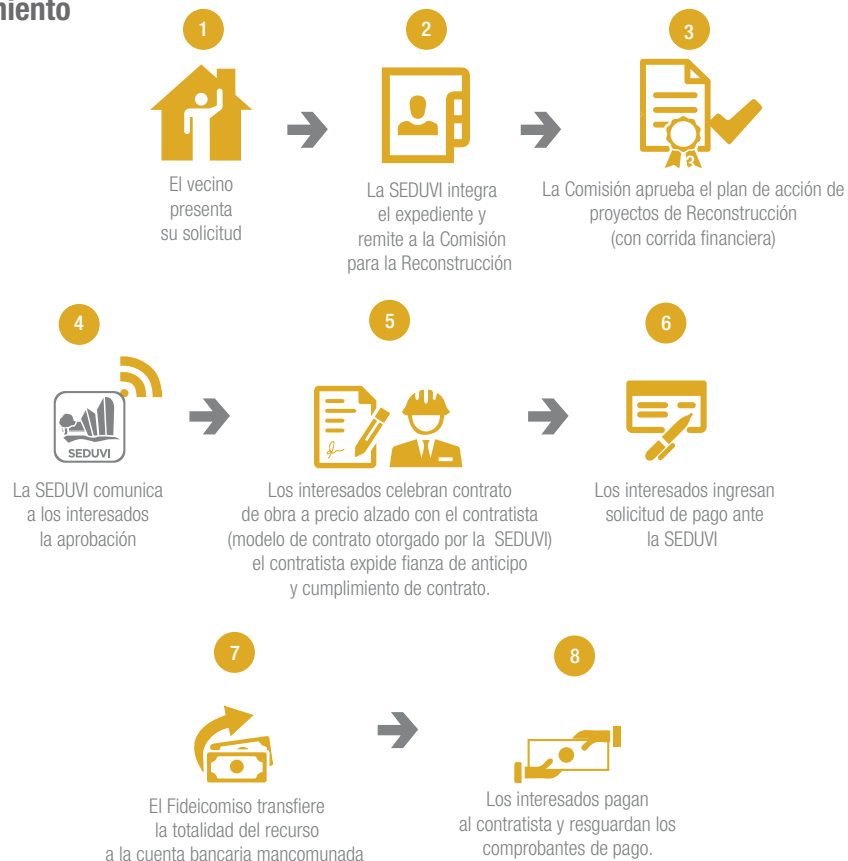 miento
1
2
3
3
El vecino
presenta
su solicitud
La SEDUVI integra
el expediente y
remite a la Comisión
para la Reconstrucción
La Comisión aprueba el plan de acción de
proyectos de Reconstrucción
(con corrida financiera)
4
5
6
SEDUVI
La SEDUVI comunica
a los interesados
la aprobación
Los interesados celebran contrato
de obra a precio alzado con el contratista
(modelo de contrato otorgado por la SEDUVI)
el contratista expide fianza de anticipo
y cumplimiento de contrato.
Los interesados ingresan
solicitud de pago ante
la SEDUVI
7
8
El Fideicomiso transfiere
la totalidad del recurso
a la cuenta bancaria mancomunada
Los interesados pagan
al contratista y resguardan los
comprobantes de pago.